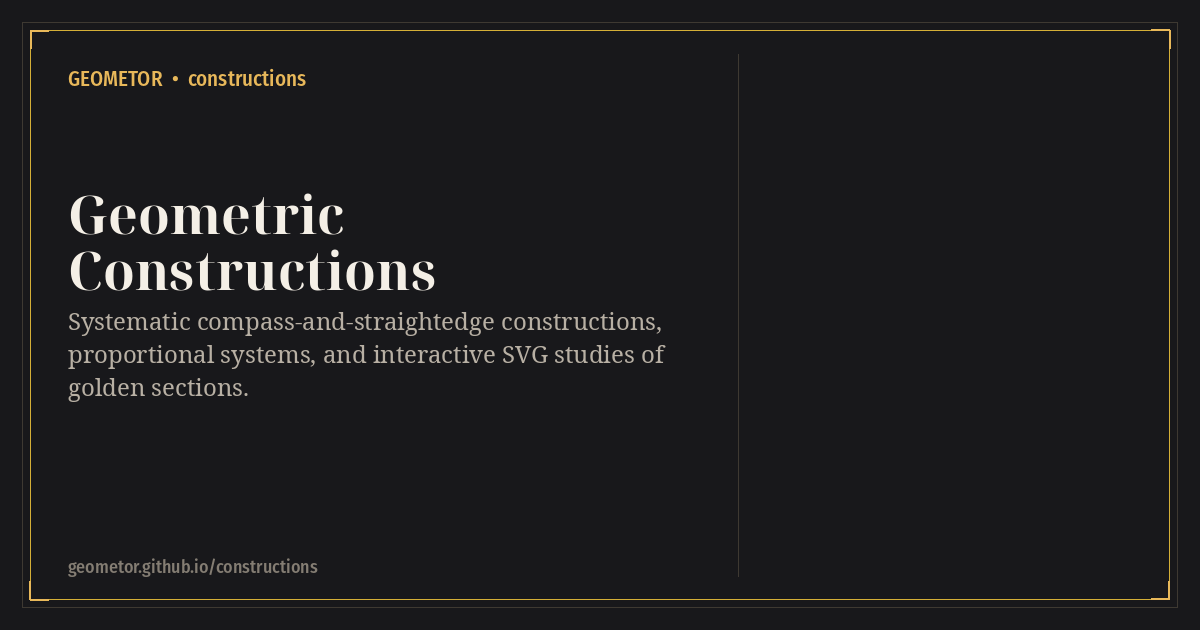 GEOMETOR • constructions
Geometric
Constructions
Systematic compass-and-straightedge constructions,
proportional systems, and interactive SVG studies of
golden sections.
geometor.github.io/constructions